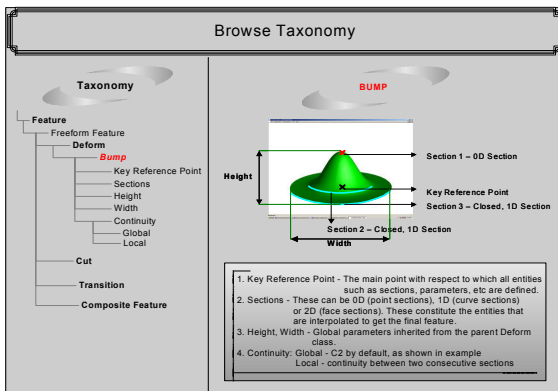 Browse Taxonomy
Taxonomy
Feature
Freeform Feature
Deform
Bump
Key Reference Point
Sections
Height
Width
Continuity
Global
Local
Cut
Transition
Composite Feature
BUMP
Height
Section 1 – 0D Section
Key Reference Point
Section 3 – Closed, 1D Section
Section 2 – Closed, 1D Section
Width
1. Key Reference Point - The main point with respect to which all entities
such as sections, parameters, etc are defined.
2. Sections - These can be 0D (point sections), 1D (curve sections)
or 2D (face sections). These constitute the entities that
are interpolated to get the final feature.
3. Height, Width - Global parameters inherited from the parent Deform
class.
4. Continuity: Global - C2 by default, as shown in example
Local - continuity between two consecutive sections